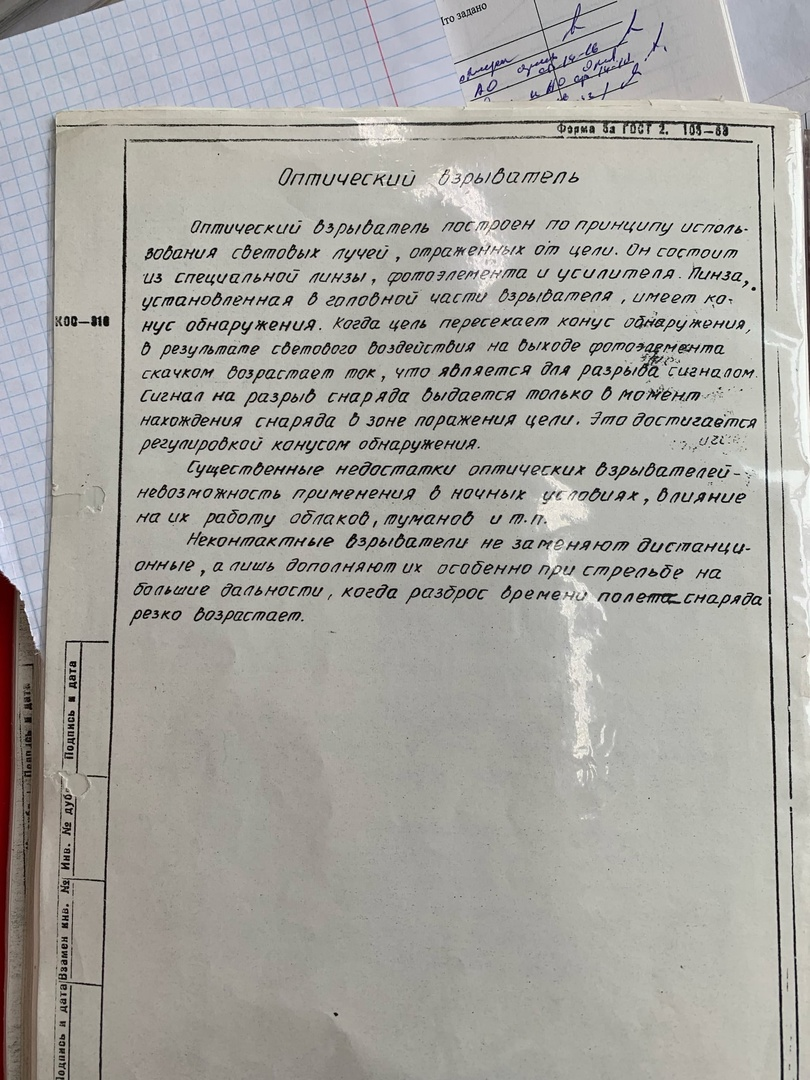 Что задано
Форма 5а ГОСТ 2. 103—68
Оптический взрыватель
Оптический взрыватель построен по принципу исполь-
зования световых лучей, отраженных от цели. Он состоит
из специальной линзы, фотоэлемента и усилителя. Линза,
установленная в головной части взрывателя, имеет ко-
нус обнаружения. Когда цель пересекает конус обнаружения,
в результате светового воздействия на выходе фотоэлемента
скачком возрастает ток, что является для разрыва сигналом.
Сигнал на разрыв снаряда выдается только в момент
нахождения снаряда в зоне поражения цели. Это достигается
регулировкой конусом обнаружения.
Существенные недостатки оптических взрывателей-
невозможность применения в ночных условиях, влияние
на их работу облаков, туманов и т.п.
Неконтактные взрыватели не заменяют дистанци-
онные, а лишь дополняют их особенно при стрельбе на
большие дальности, когда разброс времени полета снаряда
резко возрастает.
КОО—316
Подпись и дата
Инв. № дуб
Взамен инв. №
Подпись и дата